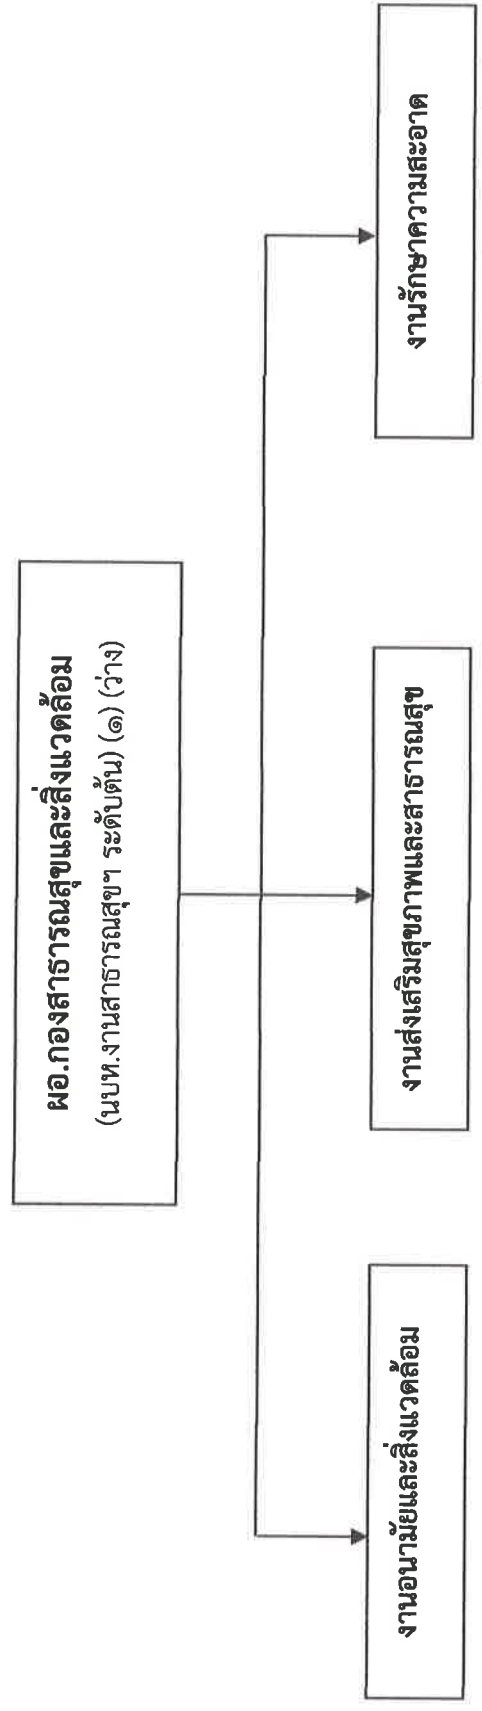 ผอ.กองสาธารณสุขและสิ่งแวดล้อม
(นบห.งานสาธารณสุขฯ ระดับต้น) (๑) (ว่าง)
งานอนามัยและสิ่งแวดล้อม
งานส่งเสริมสุขภาพและสาธารณสุข
งานรักษาความสะอาด